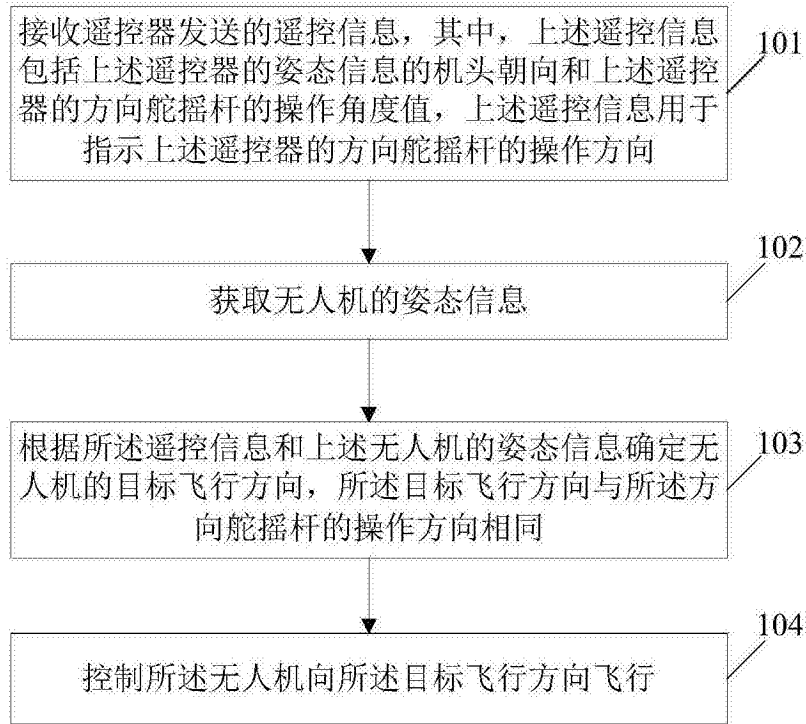 接收遥控器发送的遥控信息，其中，上述遥控信息
包括上述遥控器的姿态信息的机头朝向和上述遥控
器的方向舵摇杆的操作角度值，上述遥控信息用于
指示上述遥控器的方向舵摇杆的操作方向
101
获取无人机的姿态信息
102
根据所述遥控信息和上述无人机的姿态信息确定无
人机的目标飞行方向，所述目标飞行方向与所述方
向舵摇杆的操作方向相同
103
控制所述无人机向所述目标飞行方向飞行
104